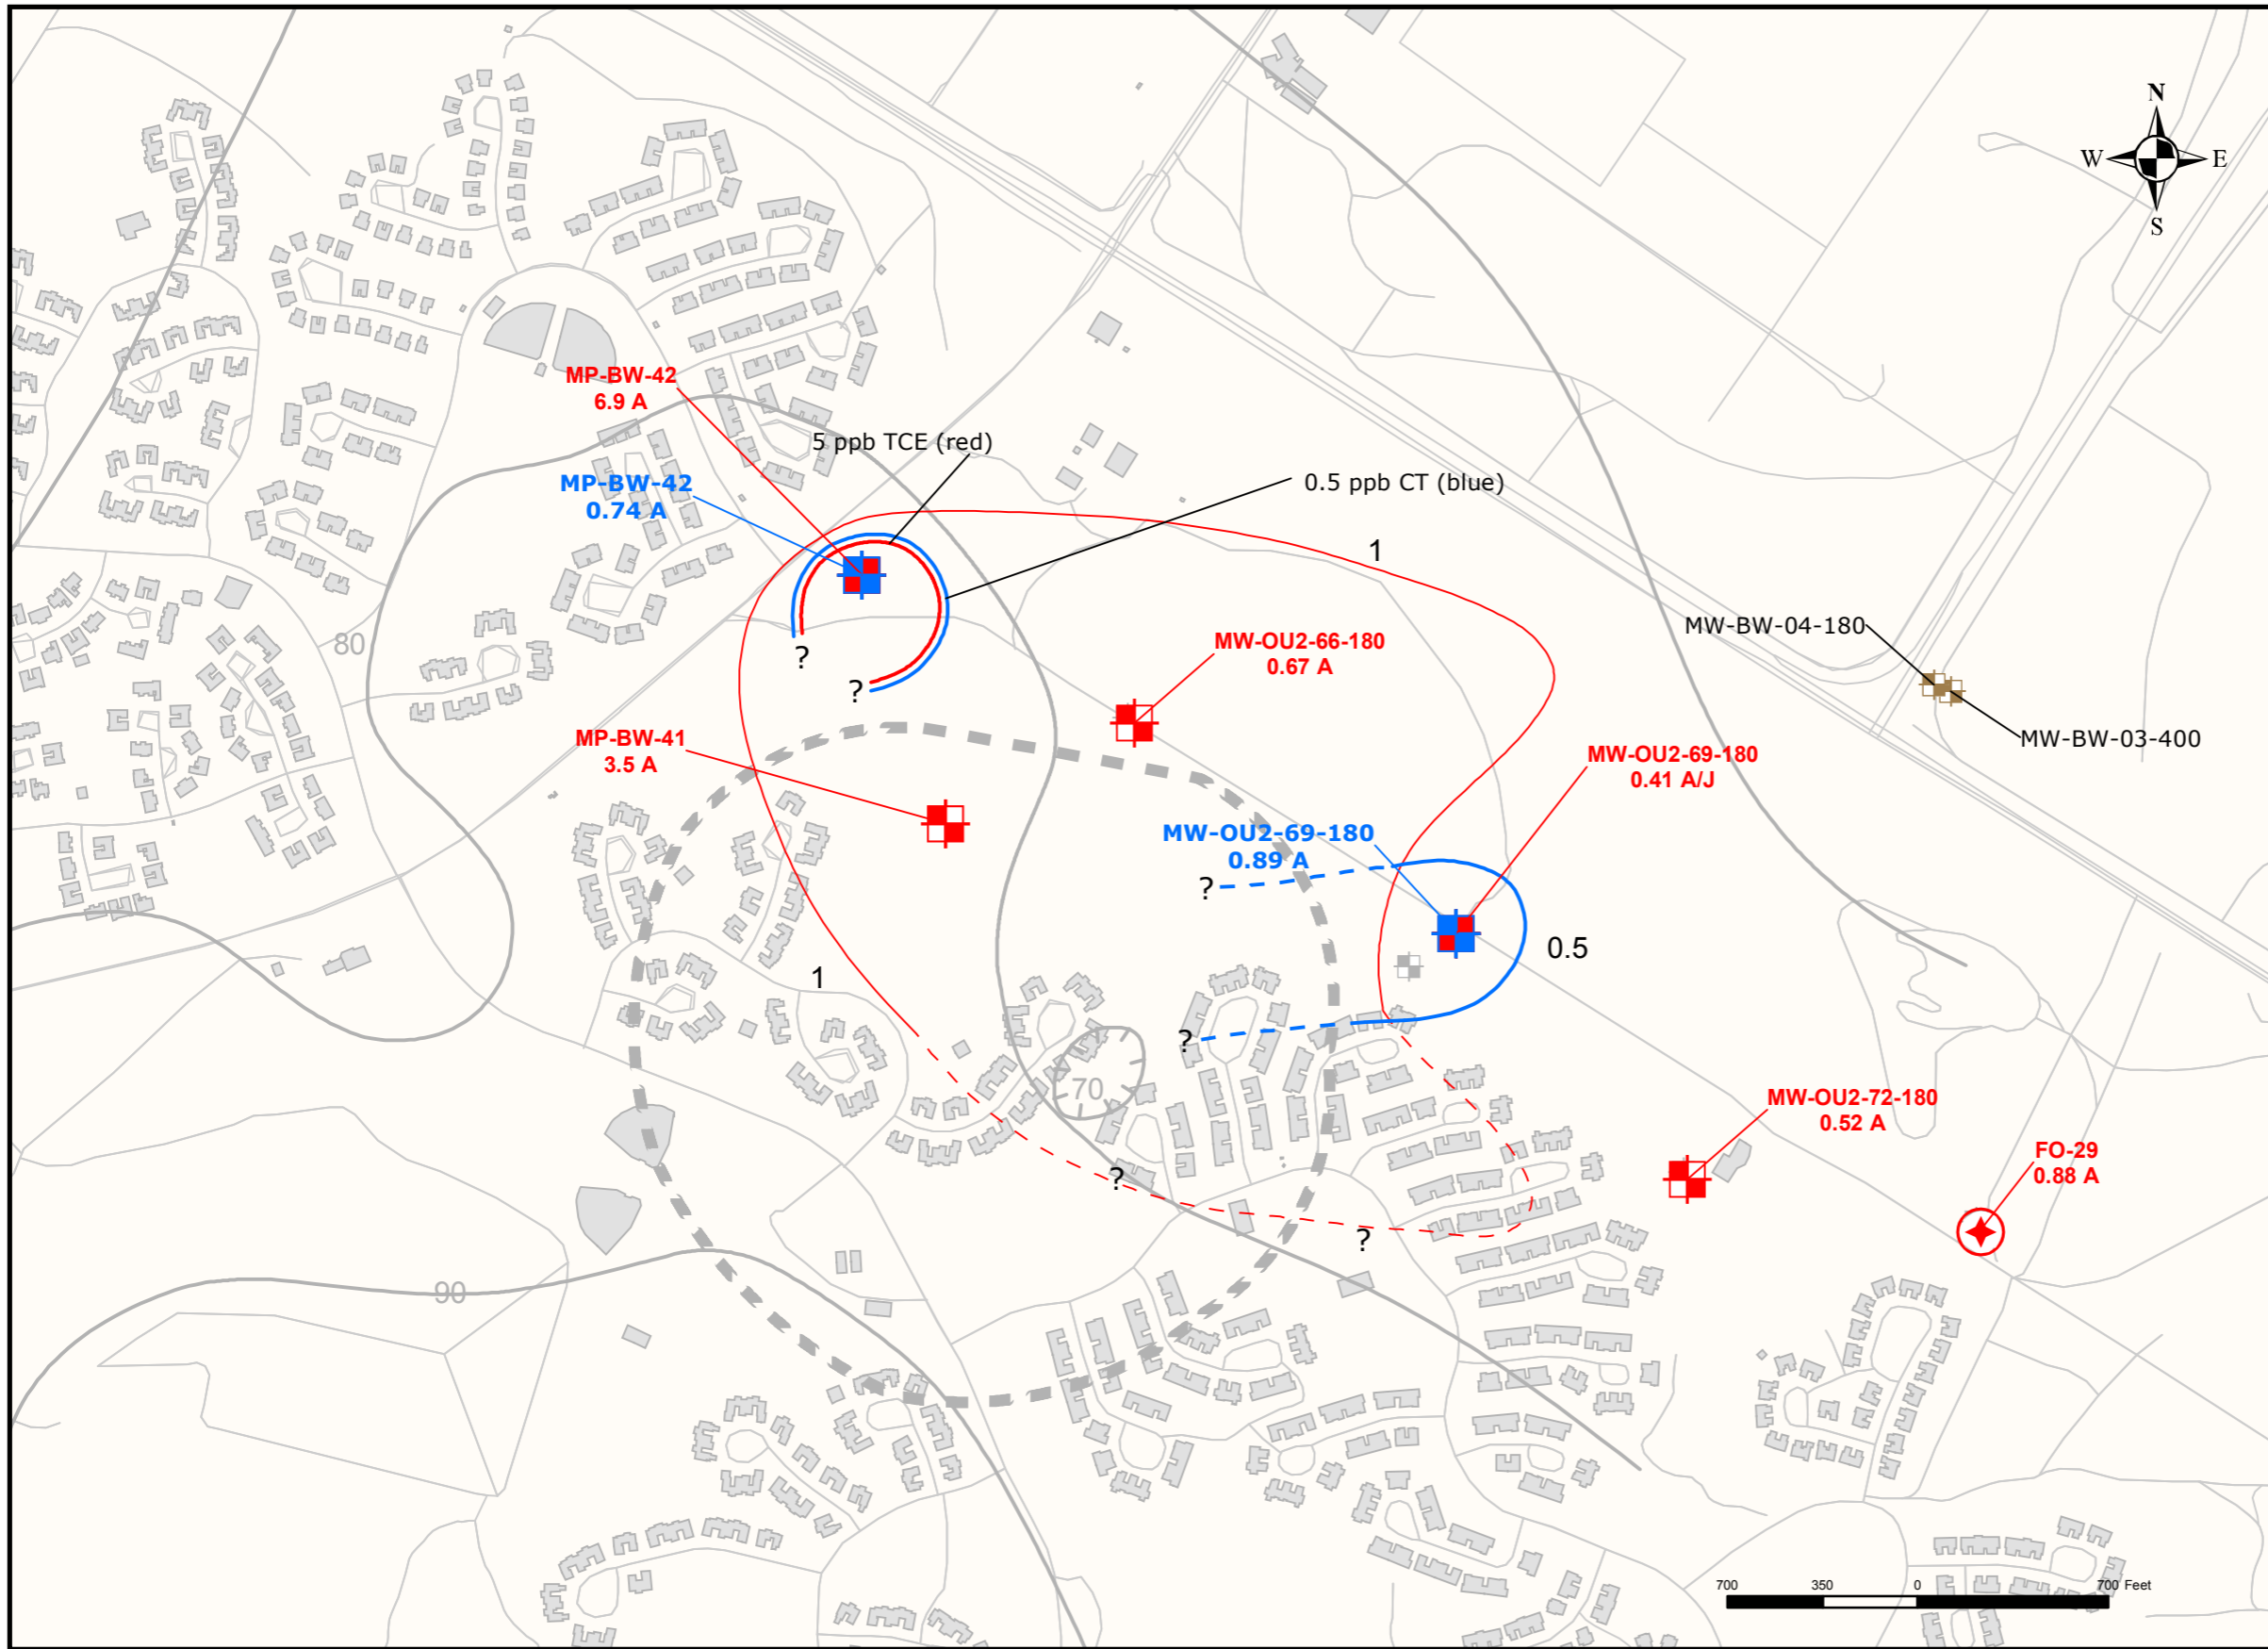 N
W
E
S
MP-BW-42
6.9 A
5 ppb TCE (red)
MP-BW-42
0.74 A
0.5 ppb CT (blue)
1
80
?
MW-OU2-66-180
0.67 A
MW-BW-04-180
?
MP-BW-41
3.5 A
MW-OU2-69-180
0.41 A/J
MW-BW-03-400
MW-OU2-69-180
0.89 A
?
0.5
1
?
70
MW-OU2-72-180
0.52 A
FO-29
0.88 A
?
?
90
700 350 0 700 Feet